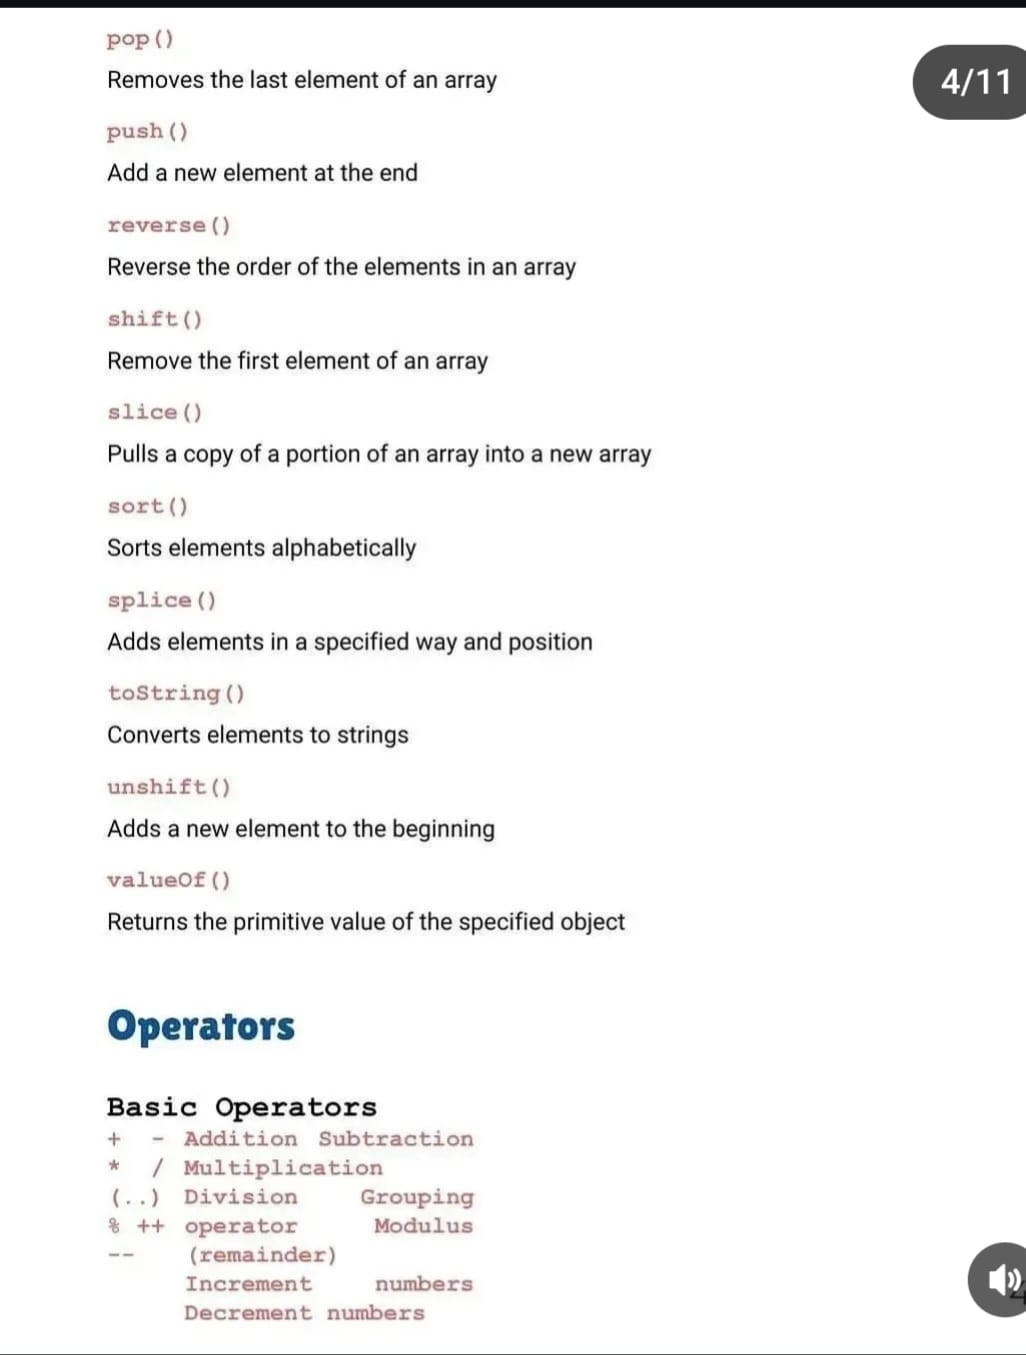 pop()
4/11
Removes the last element of an array
push()
Add a new element at the end
reverse()
Reverse the order of the elements in an array
shift()
Remove the first element of an array
slice()
Pulls a copy of a portion of an array into a new array
sort()
Sorts elements alphabetically
splice()
Adds elements in a specified way and position
toString()
Converts elements to strings
unshift()
Adds a new element to the beginning
valueOf()
Returns the primitive value of the specified object
Operators
Basic Operators
+ - Addition Subtraction
* / Multiplication
(..) Division Grouping
% ++ operator Modulus
-- (remainder)
Increment numbers
Decrement numbers